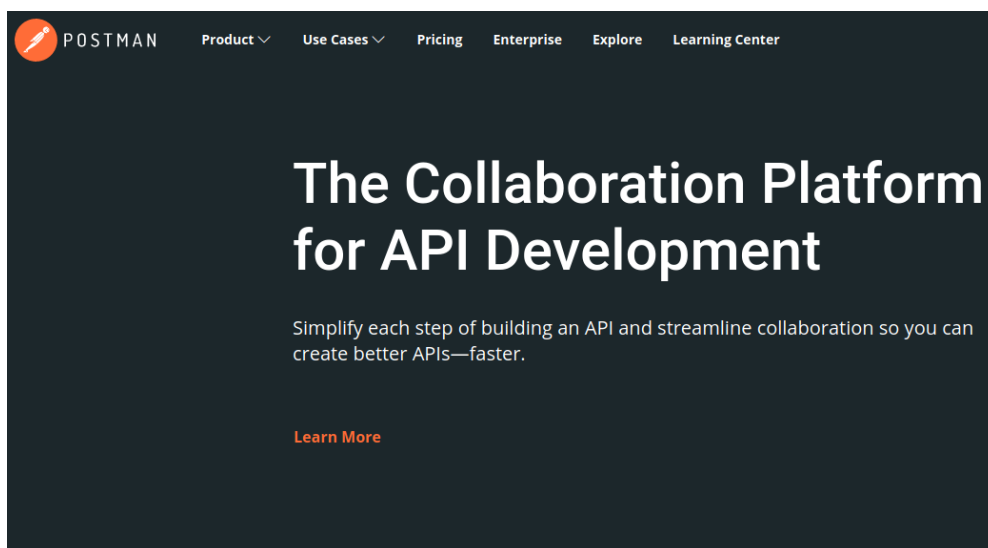 POSTMAN Product Use Cases Pricing Enterprise Explore Learning Center
The Collaboration Platform
for API Development
Simplify each step of building an API and streamline collaboration so you can
create better APIs—faster.
Learn More